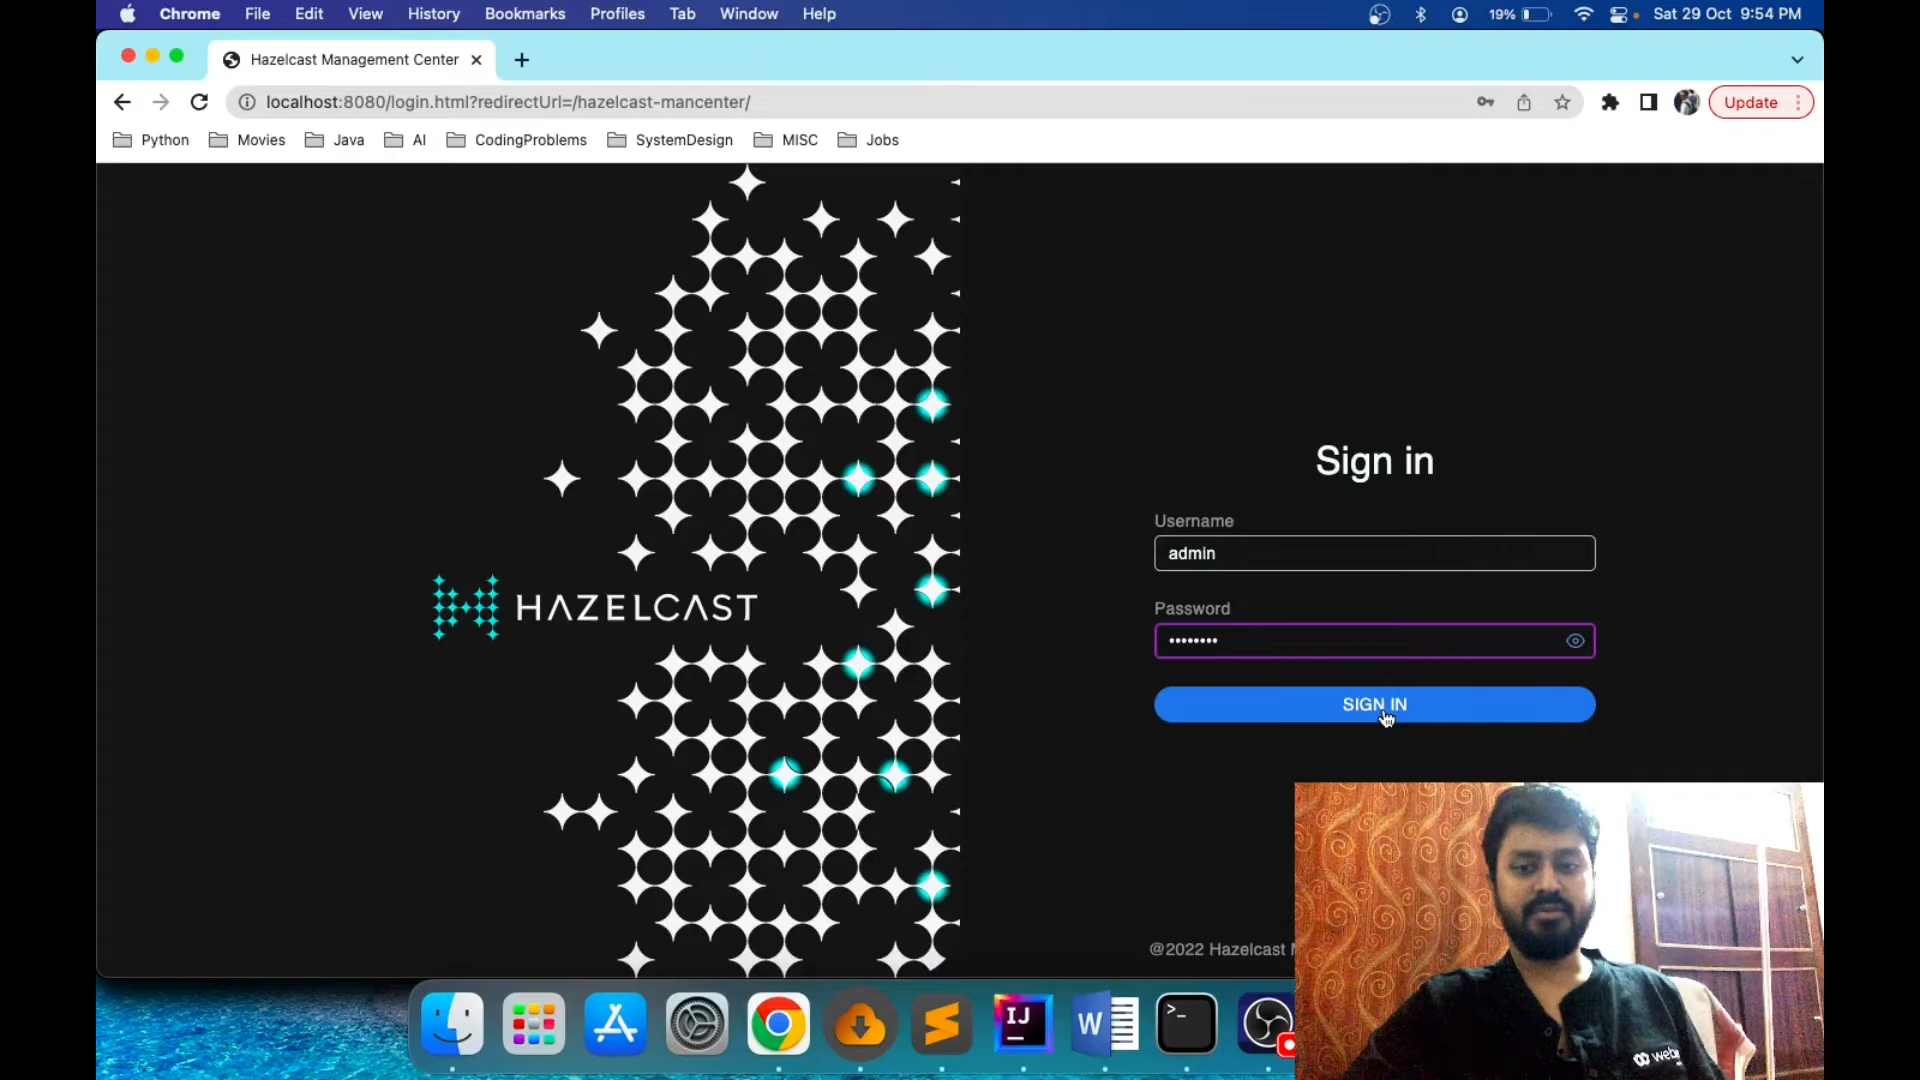 Chrome File Edit View History Bookmarks Profiles Tab Window Help 19% Sat 29 Oct 9:54 PM
Hazelcast Management Center
localhost:8080/login.html?redirectUrl=/hazelcast-mancenter/ Update
Python Movies Java AI CodingProblems SystemDesign MISC Jobs
Sign in
Username
admin
HAZELCAST
Password
••••••••
SIGN IN
@2022 Hazelcast
IJ
W
>_